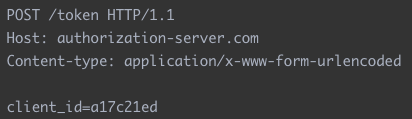 POST /token HTTP/1.1
Host: authorization-server.com
Content-type: application/x-www-form-urlencoded
client_id=a17c21ed